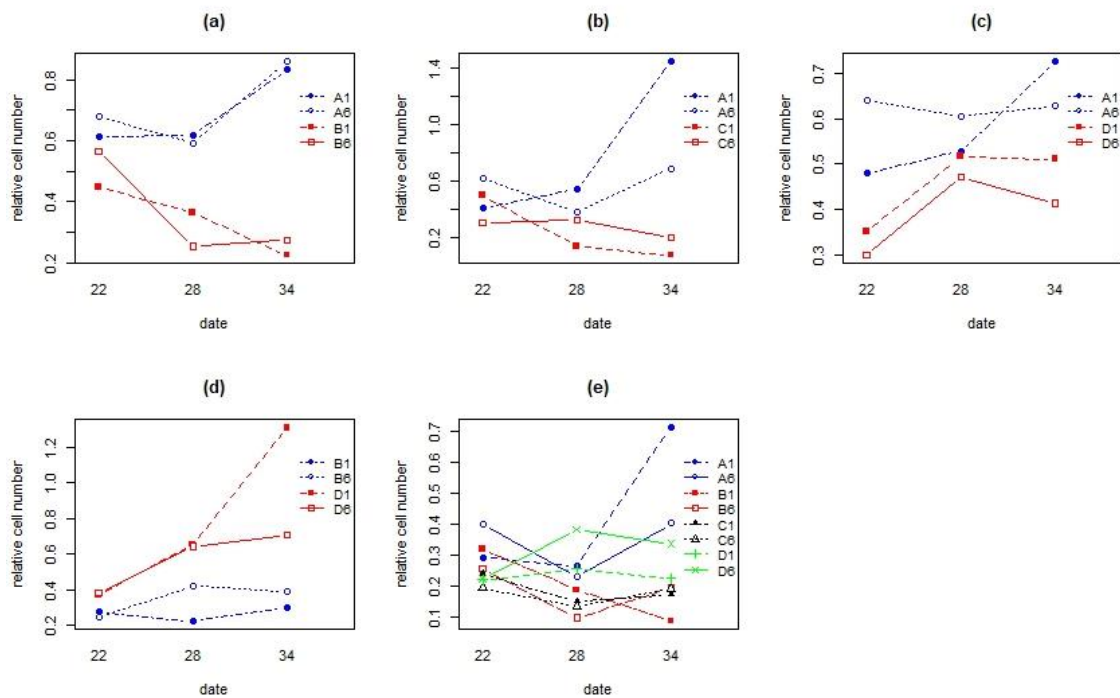 (a)
relative cell number
0.8
0.6
0.4
0.2
A1
A6
B1
B6
22 28 34
date
(b)
relative cell number
1.4
1.0
0.6
0.2
A1
A6
C1
C6
22 28 34
date
(c)
relative cell number
0.7
0.6
0.5
0.4
0.3
A1
A6
D1
D6
22 28 34
date
(d)
relative cell number
1.2
1.0
0.8
0.6
0.4
0.2
B1
B6
D1
D6
22 28 34
date
(e)
relative cell number
0.7
0.6
0.5
0.4
0.3
0.2
0.1
A1
A6
B1
B6
C1
C6
D1
D6
22 28 34
date